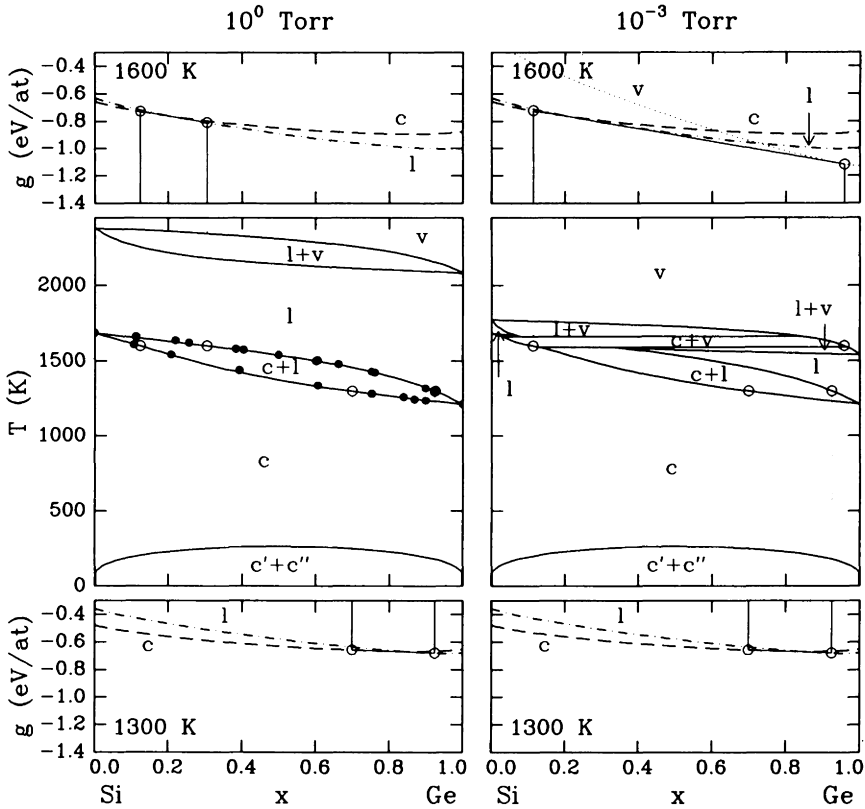 10⁰ Torr
10⁻³ Torr
g (eV/at)
−0.4
−0.6
−0.8
−1.0
−1.2
−1.4
1600 K
c
l
1600 K
v
c
l
T (K)
2000
1500
1000
500
0
v
l+v
l
c+l
c
c'+c''
v
l+v
l+v
c+v
l
c+l
l
c
c'+c''
g (eV/at)
−0.4
−0.6
−0.8
−1.0
−1.2
−1.4
l
c
1300 K
l
c
1300 K
0.0 0.2 0.4 0.6 0.8 1.0
Si x Ge
0.0 0.2 0.4 0.6 0.8 1.0
Si x Ge